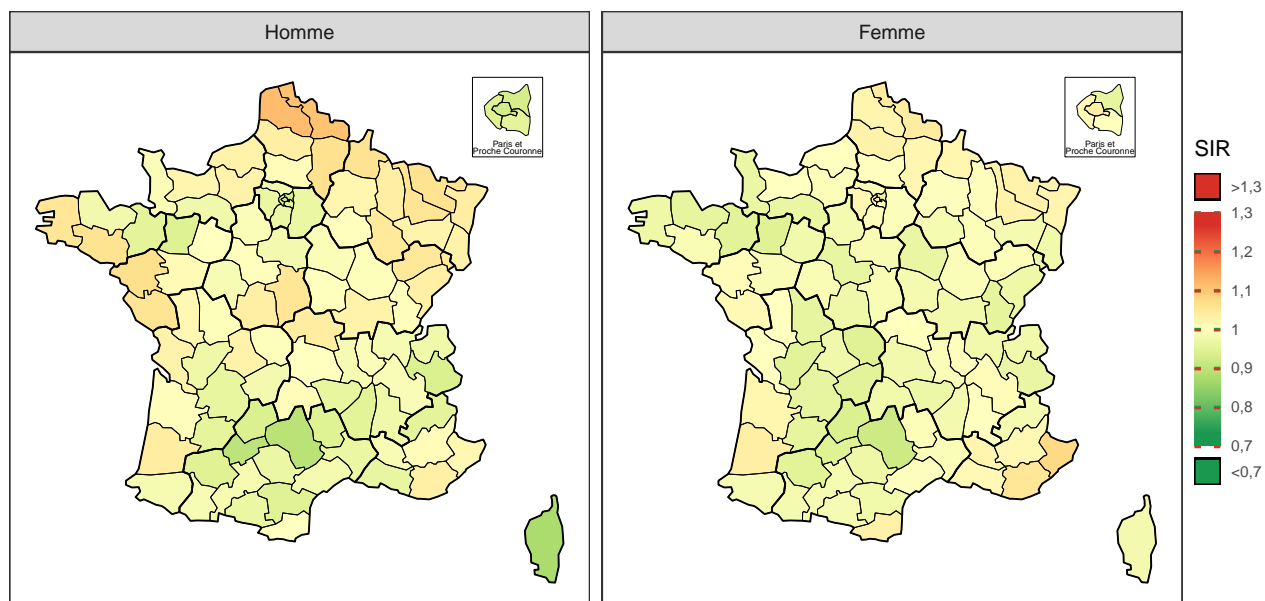 Homme
Femme
Paris et
Proche Couronne
Paris et
Proche Couronne
SIR
>1,3
1,3
1,2
1,1
1
0,9
0,8
0,7
<0,7